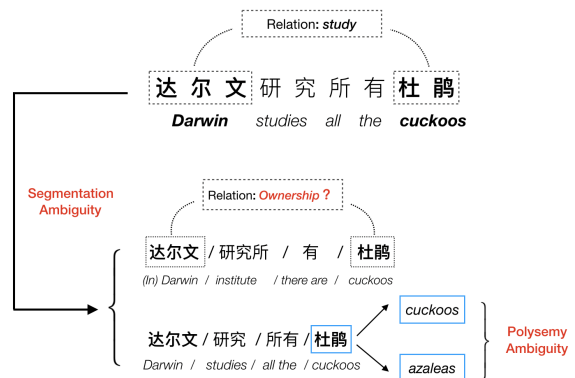 Relation: study
达 尔 文 研 究 所 有 杜 鹃
Darwin studies all the cuckoos
Segmentation
Ambiguity
Relation: Ownership ?
达尔文 / 研究所 / 有 / 杜鹃
(In) Darwin / institute / there are / cuckoos
达尔文 / 研究 / 所有 / 杜鹃
Darwin / studies / all the / cuckoos
cuckoos
azaleas
Polysemy
Ambiguity